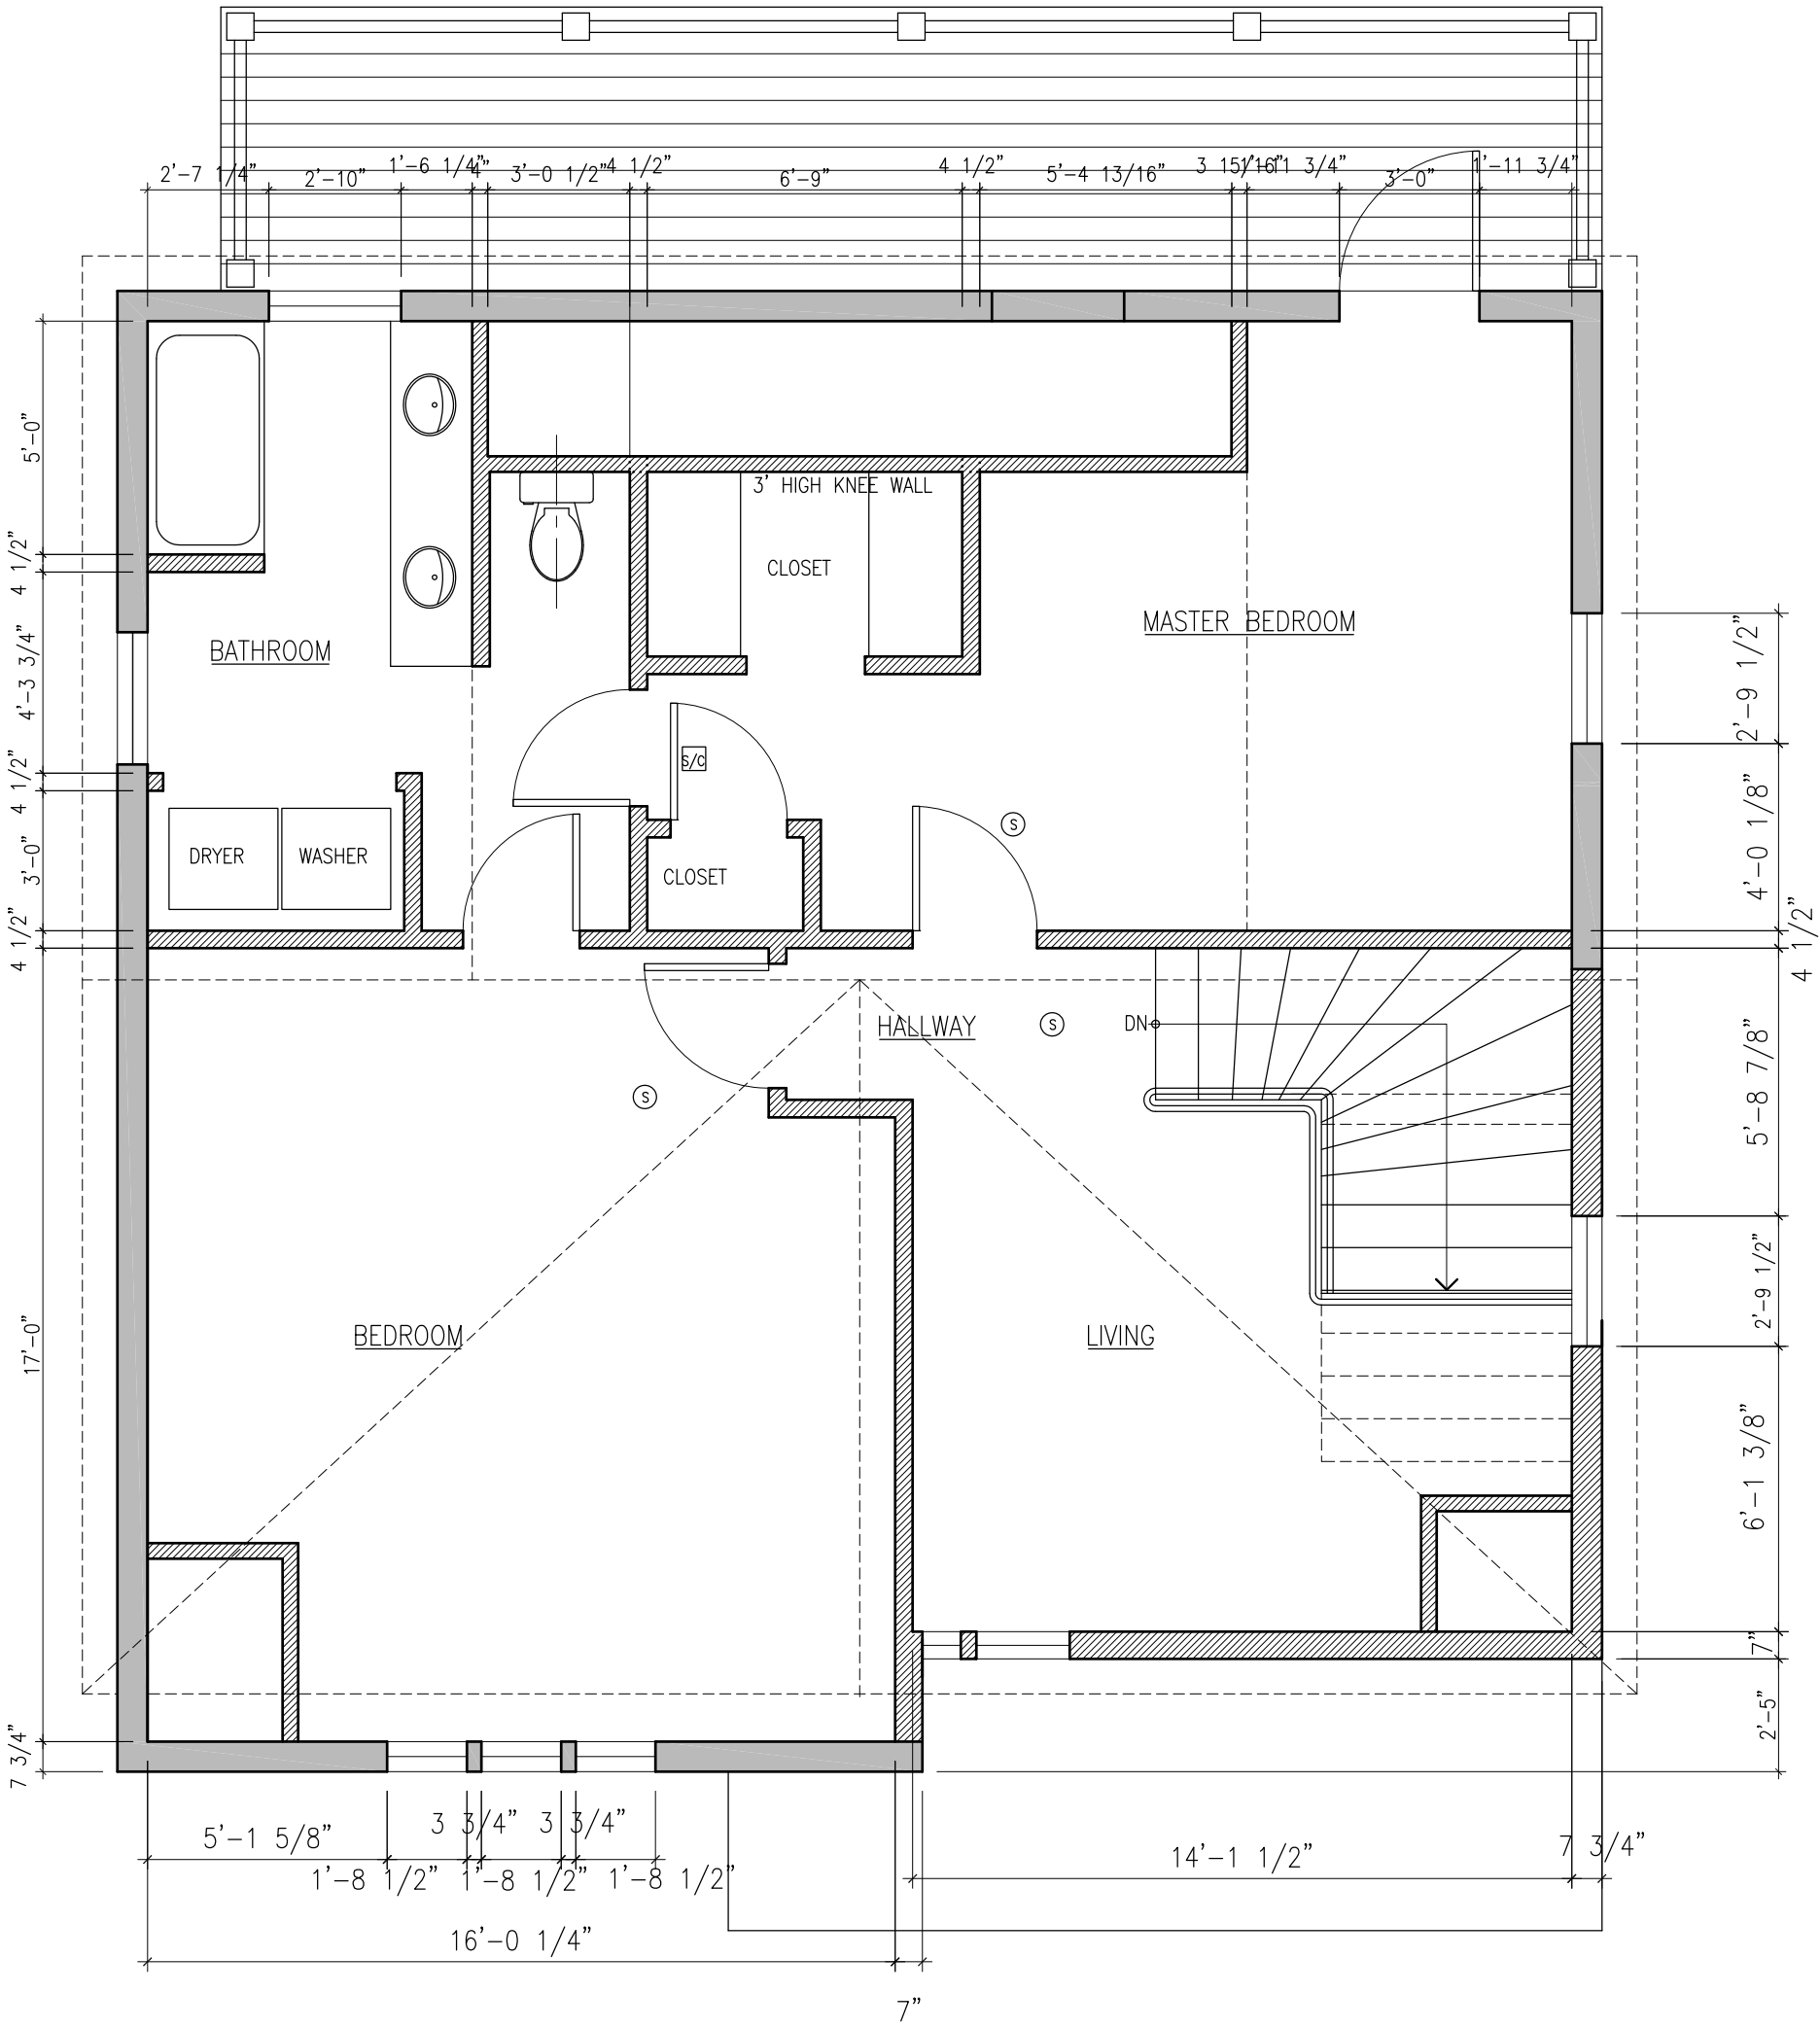 2'-7 1/4"
2'-10"
1'-6 1/4"
4"
3'-0 1/2"
4 1/2"
6'-9"
4 1/2"
5'-4 13/16"
3 15/16"
1'-11 3/4"
3'-0"
1'-11 3/4"
5'-0"
4 1/2"
4'-3 3/4"
4 1/2"
3'-0"
4 1/2"
17'-0"
7 3/4"
3' HIGH KNEE WALL
CLOSET
BATHROOM
MASTER BEDROOM
S/C
DRYER
WASHER
CLOSET
S
HALLWAY
S
DN
S
BEDROOM
LIVING
2'-9 1/2"
4'-0 1/8"
4 1/2"
5'-8 7/8"
2'-9 1/2"
6'-1 3/8"
7"
2'-5"
5'-1 5/8"
3 3/4"
3 3/4"
1'-8 1/2"
1'-8 1/2"
1'-8 1/2"
14'-1 1/2"
7 3/4"
16'-0 1/4"
7"